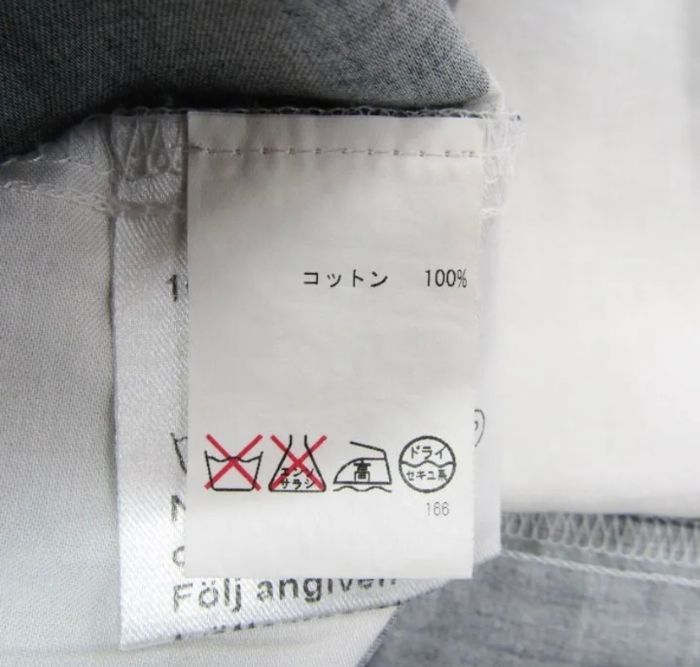 コットン 100%
エンソ
サラシ
高
ドライ
セキユ系
166
Följ angiven